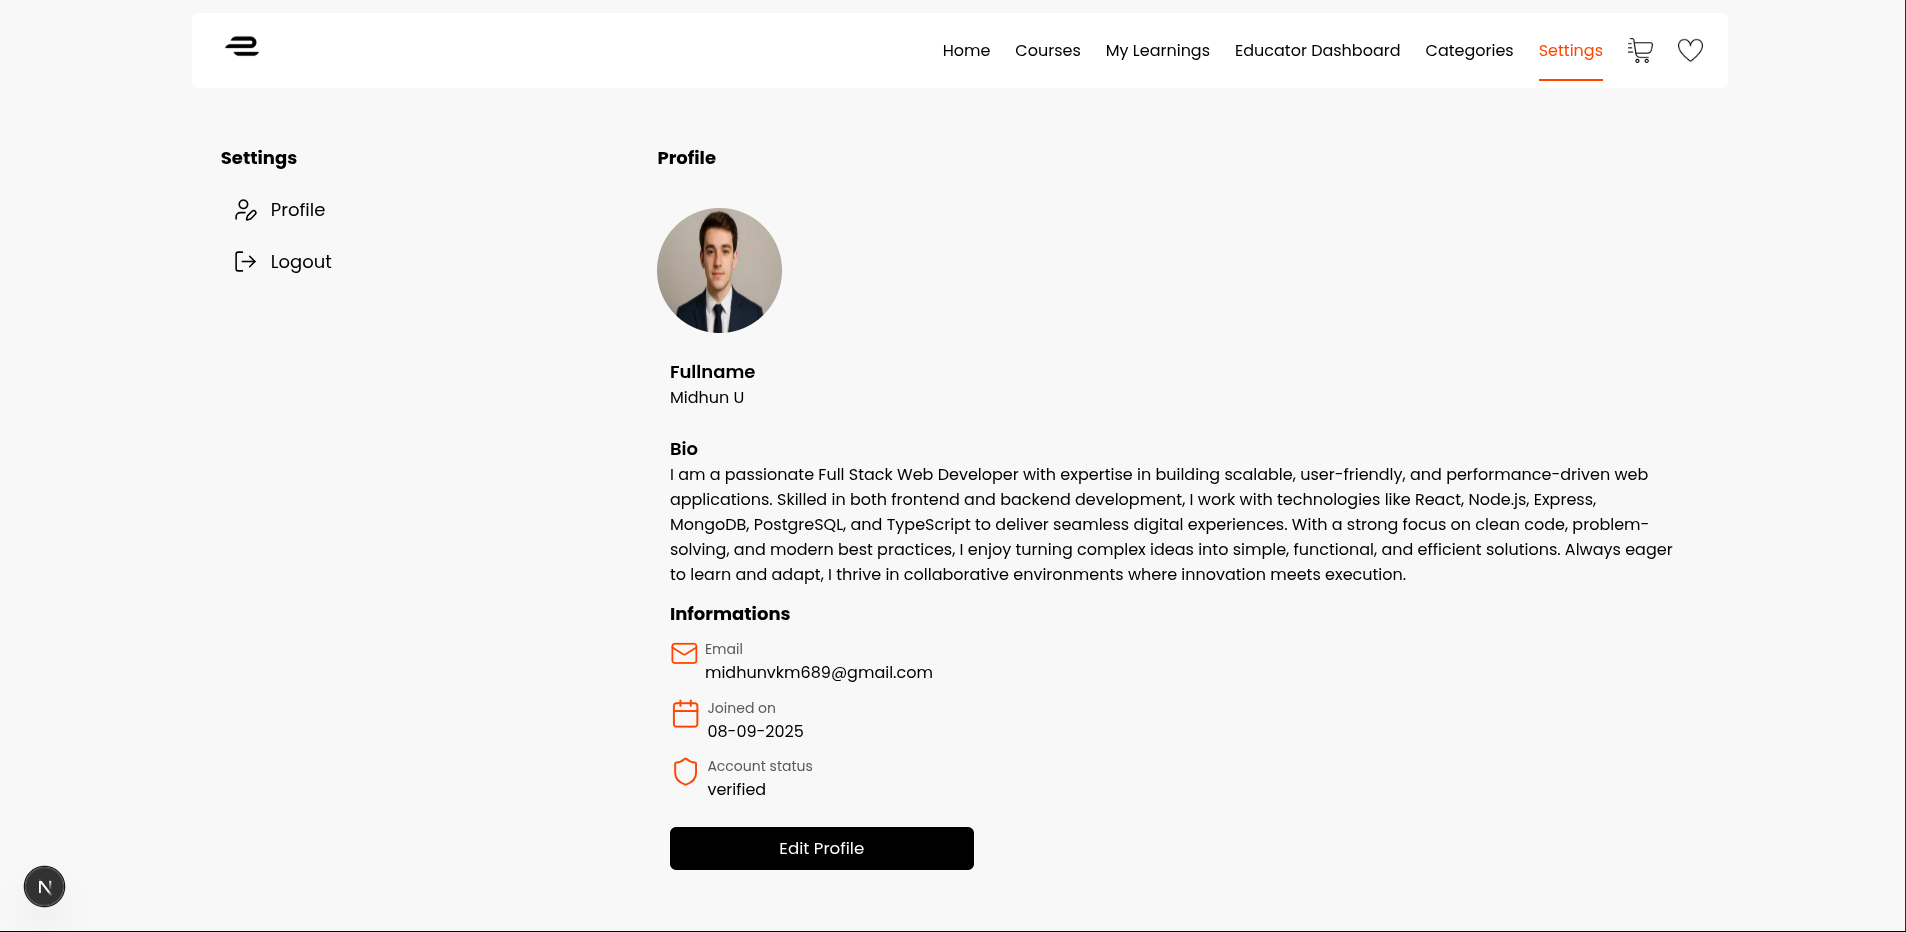 Home Courses My Learnings Educator Dashboard Categories Settings
Settings
Profile
Logout
Profile
Fullname
Midhun U
Bio
I am a passionate Full Stack Web Developer with expertise in building scalable, user-friendly, and performance-driven web
applications. Skilled in both frontend and backend development, I work with technologies like React, Node.js, Express,
MongoDB, PostgreSQL, and TypeScript to deliver seamless digital experiences. With a strong focus on clean code, problem-
solving, and modern best practices, I enjoy turning complex ideas into simple, functional, and efficient solutions. Always eager
to learn and adapt, I thrive in collaborative environments where innovation meets execution.
Informations
Email
midhunvkm689@gmail.com
Joined on
08-09-2025
Account status
verified
Edit Profile
N